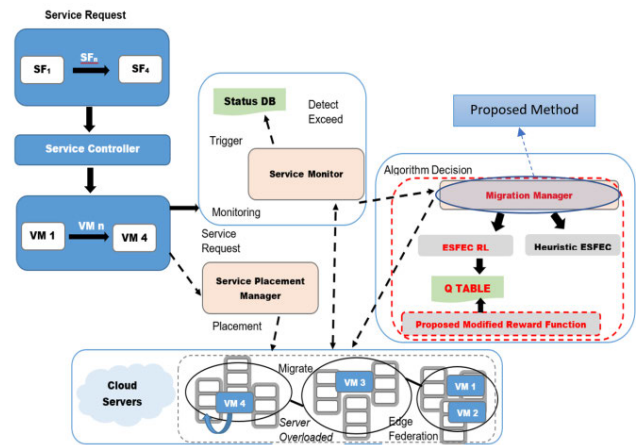 Service Request
SF1
SFn
SF4
Service Controller
VM 1
VM n
VM 4
Status DB
Detect
Exceed
Trigger
Service Monitor
Monitoring
Service
Request
Service Placement
Manager
Placement
Proposed Method
Algorithm Decision
Migration Manager
ESFEC RL
Heuristic ESFEC
Q TABLE
Proposed Modified Reward Function
Cloud
Servers
Migrate
VM 4
Server
Overloaded
VM 3
Edge
Federation
VM 1
VM 2